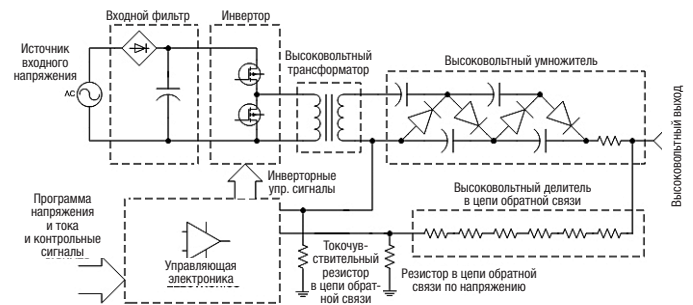 Входной фильтр
Инвертор
Источник
входного
напряжения
Высоковольтный
трансформатор
Высоковольтный умножитель
AC
Высоковольтный выход
Инверторные
упр. сигналы
Высоковольтный делитель
в цепи обратной связи
Программа
напряжения
и тока
и контрольные
сигналы
Управляющая
электроника
Токочув-
ствительный
резистор
в цепи обрат-
ной связи
Резистор в цепи обратной
связи по напряжению